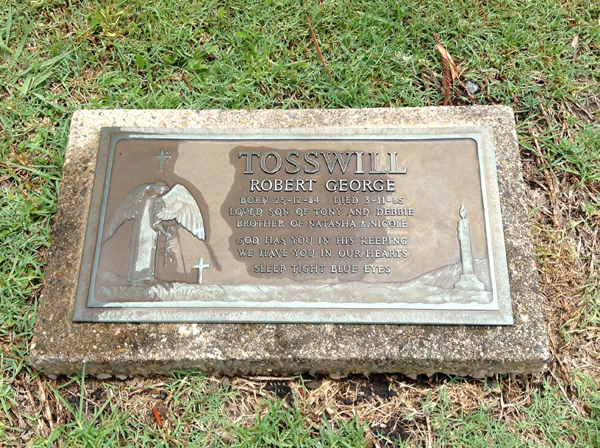 TOSSWILL
ROBERT GEORGE
BORN 25-12-84 DIED 3-11-85
LOVED SON OF TONY AND DEBBIE
BROTHER OF NATASHA & NICOLE
GOD HAS YOU IN HIS KEEPING
WE HAVE YOU IN OUR HEARTS
SLEEP TIGHT BLUE EYES